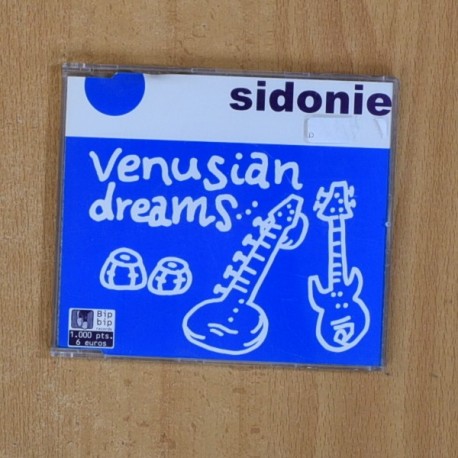 sidonie
venusian
dreams...
Bip
bip
1.000 pts.
6 euros